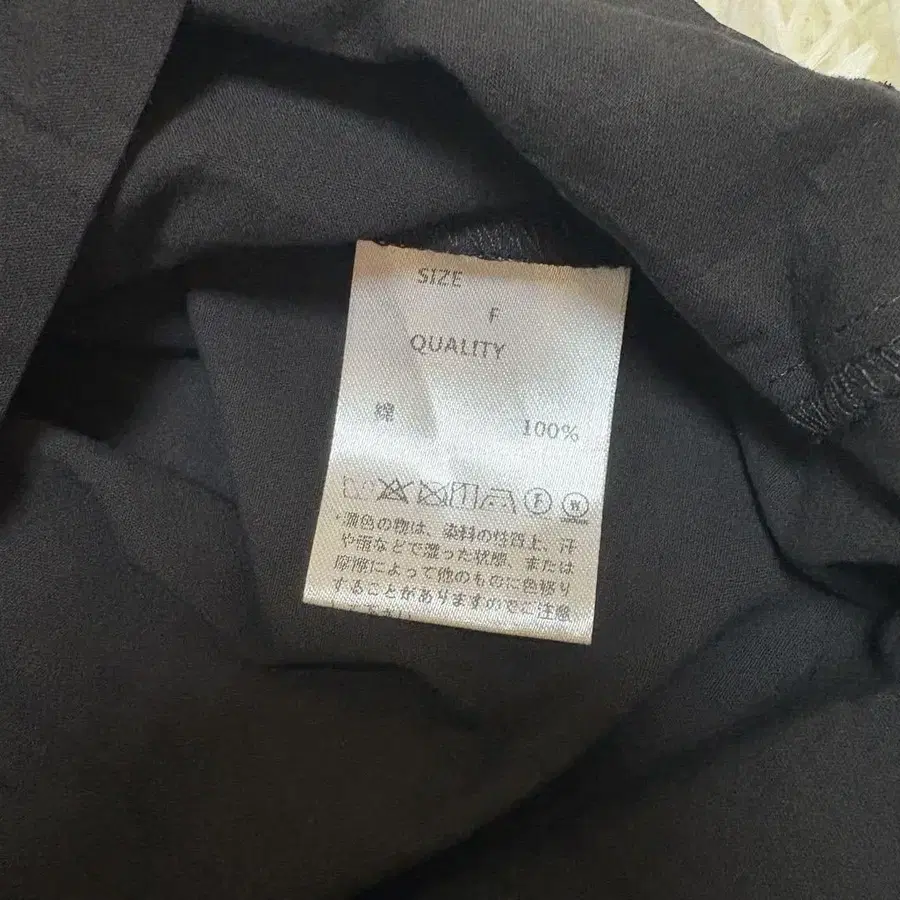 SIZE
F
QUALITY
綿 100%
F W
・濃色の物は、染料の性質上、汗
や雨などで湿った状態、または
摩擦によって他のものに色移り
することがありますのでご注意